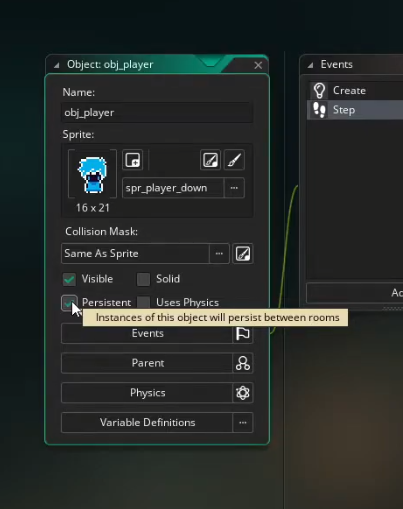 Object: obj_player
Events
Name:
Create
obj_player
Step
Sprite:
spr_player_down
16 x 21
Collision Mask:
Same As Sprite
Visible
Solid
Persistent
Uses Physics
Instances of this object will persist between rooms
Events
Parent
Physics
Variable Definitions